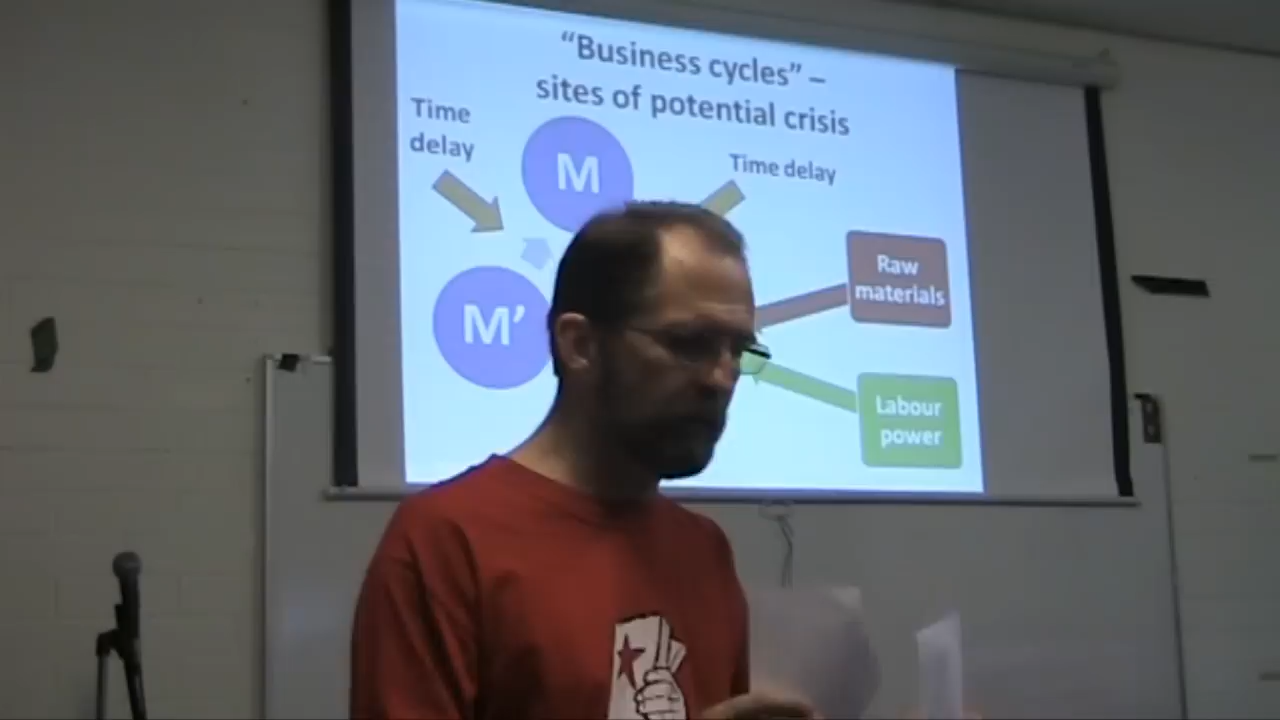 “Business cycles” –
sites of potential crisis
Time
delay
M
Time delay
Raw
materials
M’
Labour
power